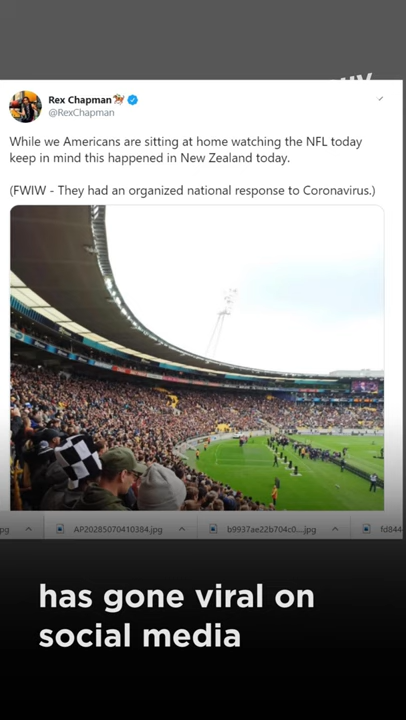 Rex Chapman
@RexChapman
While we Americans are sitting at home watching the NFL today
keep in mind this happened in New Zealand today.
(FWIW - They had an organized national response to Coronavirus.)
pg
AP20285070410384.jpg
b9937ae22b704c0....jpg
fd844
has gone viral on
social media